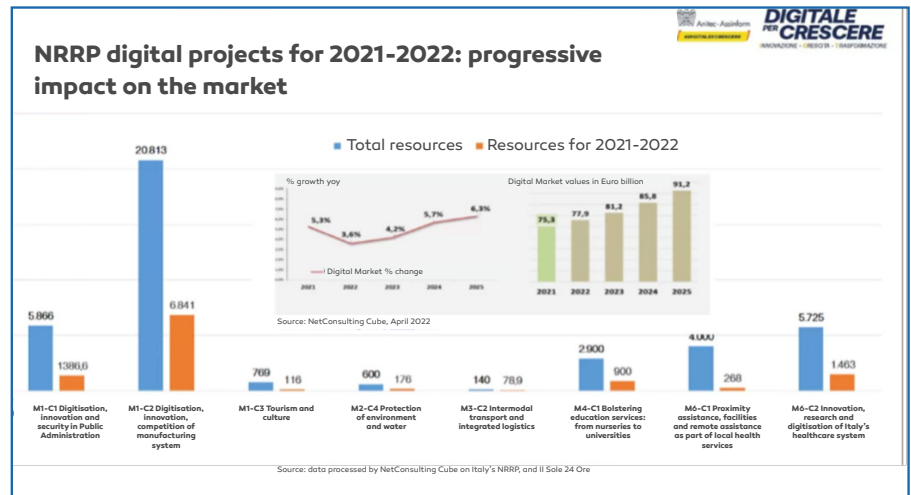 Anitec-Assinform
#DIGITALEXCRESCERE
DIGITALE
PER CRESCERE
INNOVAZIONE - CRESCITA - TRASFORMAZIONE
NRRP digital projects for 2021-2022: progressive
impact on the market
Total resources Resources for 2021-2022
20.813
6.841
5.866
1386,6
769
116
600
176
140
78,9
2.900
900
4.000
268
5.725
1.463
% growth yoy
5,3%
3,6%
4,2%
5,7%
6,3%
Digital Market % change
2021 2022 2023 2024 2025
Digital Market values in Euro billion
75,3
77,9
81,2
85,8
91,2
2021 2022 2023 2024 2025
Source: NetConsulting Cube, April 2022
M1-C1 Digitisation,
innovation and
security in Public
Administration
M1-C2 Digitisation,
innovation,
competition of
manufacturing
system
M1-C3 Tourism and
culture
M2-C4 Protection
of environment
and water
M3-C2 Intermodal
transport and
integrated logistics
M4-C1 Bolstering
education services:
from nurseries to
universities
M6-C1 Proximity
assistance, facilities
and remote assistance
as part of local health
services
M6-C2 Innovation,
research and
digitisation of Italy's
healthcare system
Source: data processed by NetConsulting Cube on Italy's NRRP, and Il Sole 24 Ore